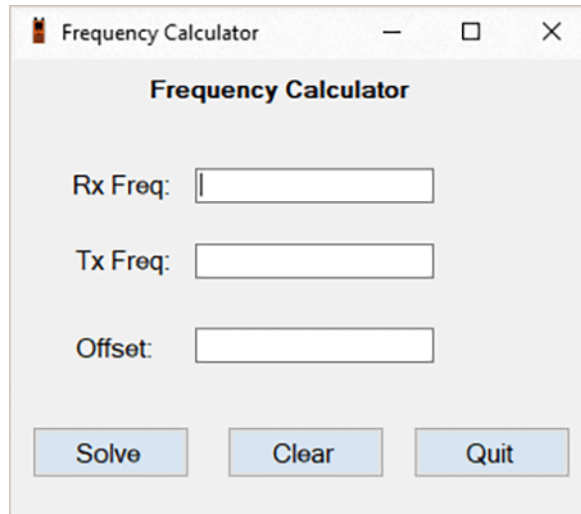 Frequency Calculator
Frequency Calculator
Rx Freq:
Tx Freq:
Offset:
Solve Clear Quit